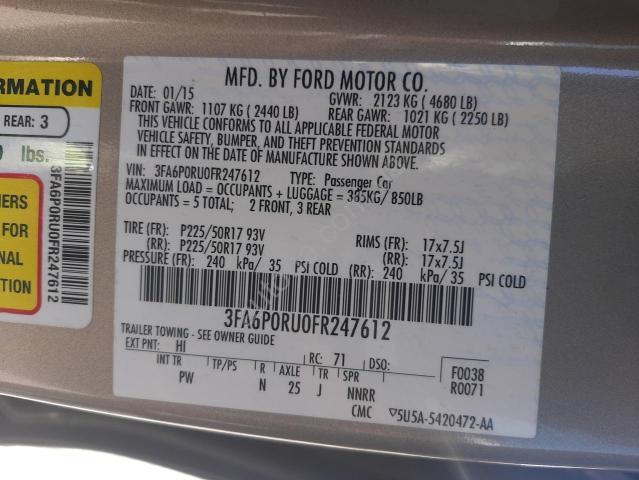 ORMATION
REAR: 3
lbs.
NERS
FOR
NAL
TION
3FA6P0RU0FR247612
MFD. BY FORD MOTOR CO.
DATE: 01/15 GVWR: 2123 KG ( 4680 LB)
FRONT GAWR: 1107 KG ( 2440 LB) REAR GAWR: 1021 KG ( 2250 LB)
THIS VEHICLE CONFORMS TO ALL APPLICABLE FEDERAL MOTOR
VEHICLE SAFETY, BUMPER, AND THEFT PREVENTION STANDARDS
IN EFFECT ON THE DATE OF MANUFACTURE SHOWN ABOVE.
VIN: 3FA6P0RU0FR247612 TYPE: Passenger Car
MAXIMUM LOAD = OCCUPANTS + LUGGAGE = 385KG/ 850LB
OCCUPANTS = 5 TOTAL; 2 FRONT, 3 REAR
TIRE (FR): P225/50R17 93V RIMS (FR): 17x7.5J
(RR): P225/50R17 93V (RR): 17x7.5J
PRESSURE (FR): 240 kPa/ 35 PSI COLD (RR): 240 kPa/ 35 PSI COLD
3FA6P0RU0FR247612
TRAILER TOWING - SEE OWNER GUIDE
EXT PNT: HI RC: 71 DSO: F0038
INT TR TP/PS R AXLE TR SPR R0071
PW N 25 J NNRR
CMC ▽5U5A-5420472-AA